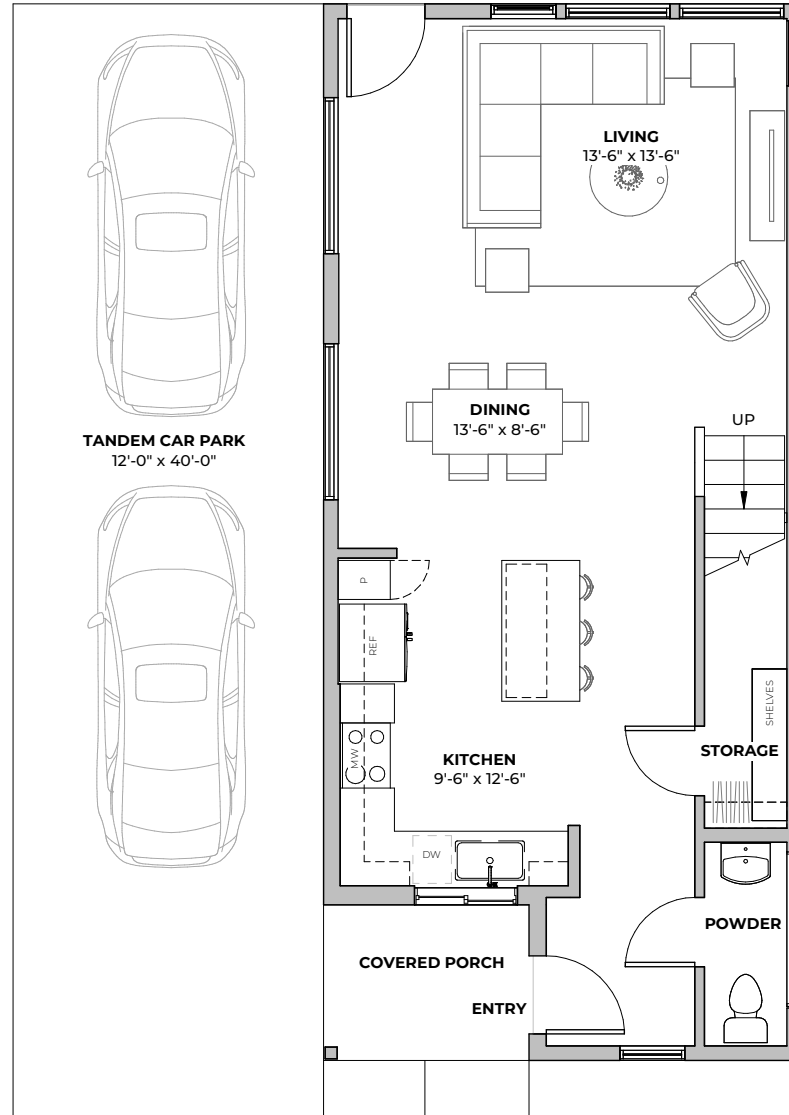 LIVING
13'-6" x 13'-6"
DINING
13'-6" x 8'-6"
UP
TANDEM CAR PARK
12'-0" x 40'-0"
P
REF
SHELVES
MW
STORAGE
KITCHEN
9'-6" x 12'-6"
DW
POWDER
COVERED PORCH
ENTRY